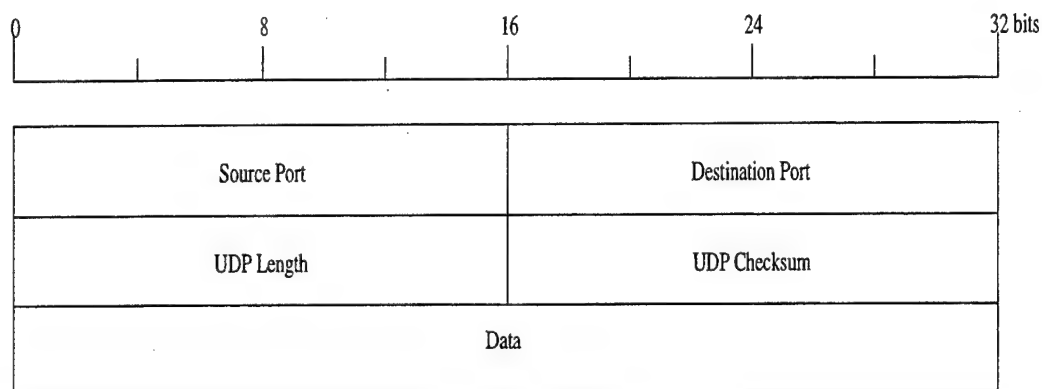 0 8 16 24 32 bits
Source Port Destination Port
UDP Length UDP Checksum
Data